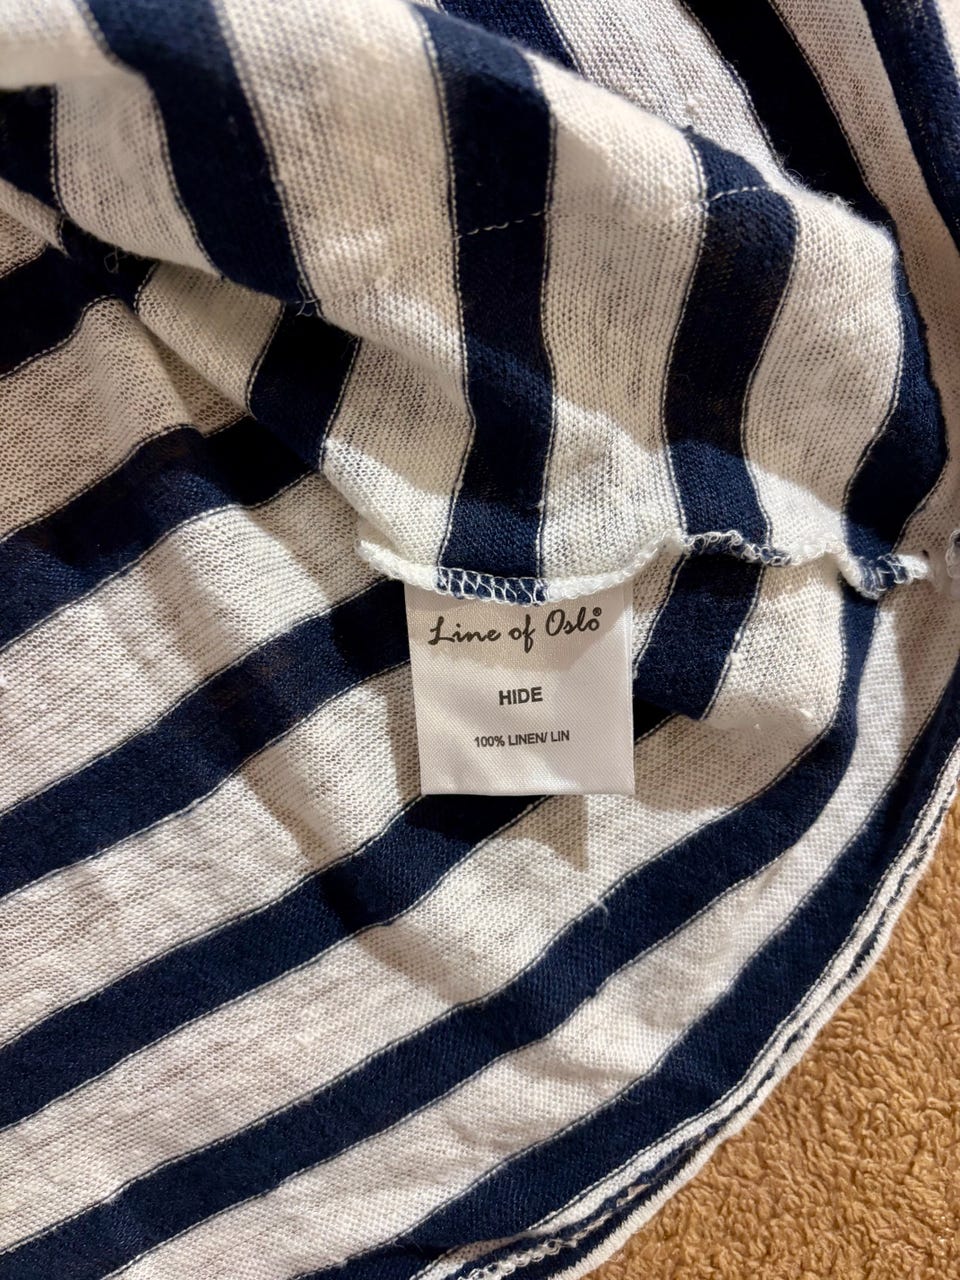 Line of Oslo®
HIDE
100% LINEN/ LIN